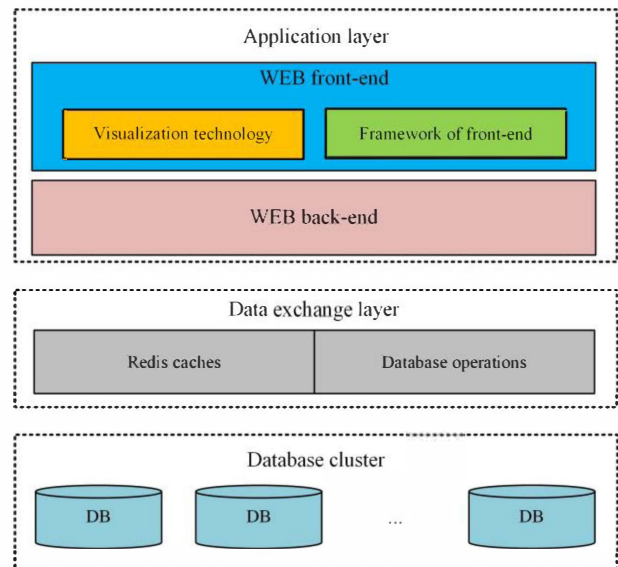 Application layer
WEB front-end
Visualization technology
Framework of front-end
WEB back-end
Data exchange layer
Redis caches
Database operations
Database cluster
DB
DB
...
DB